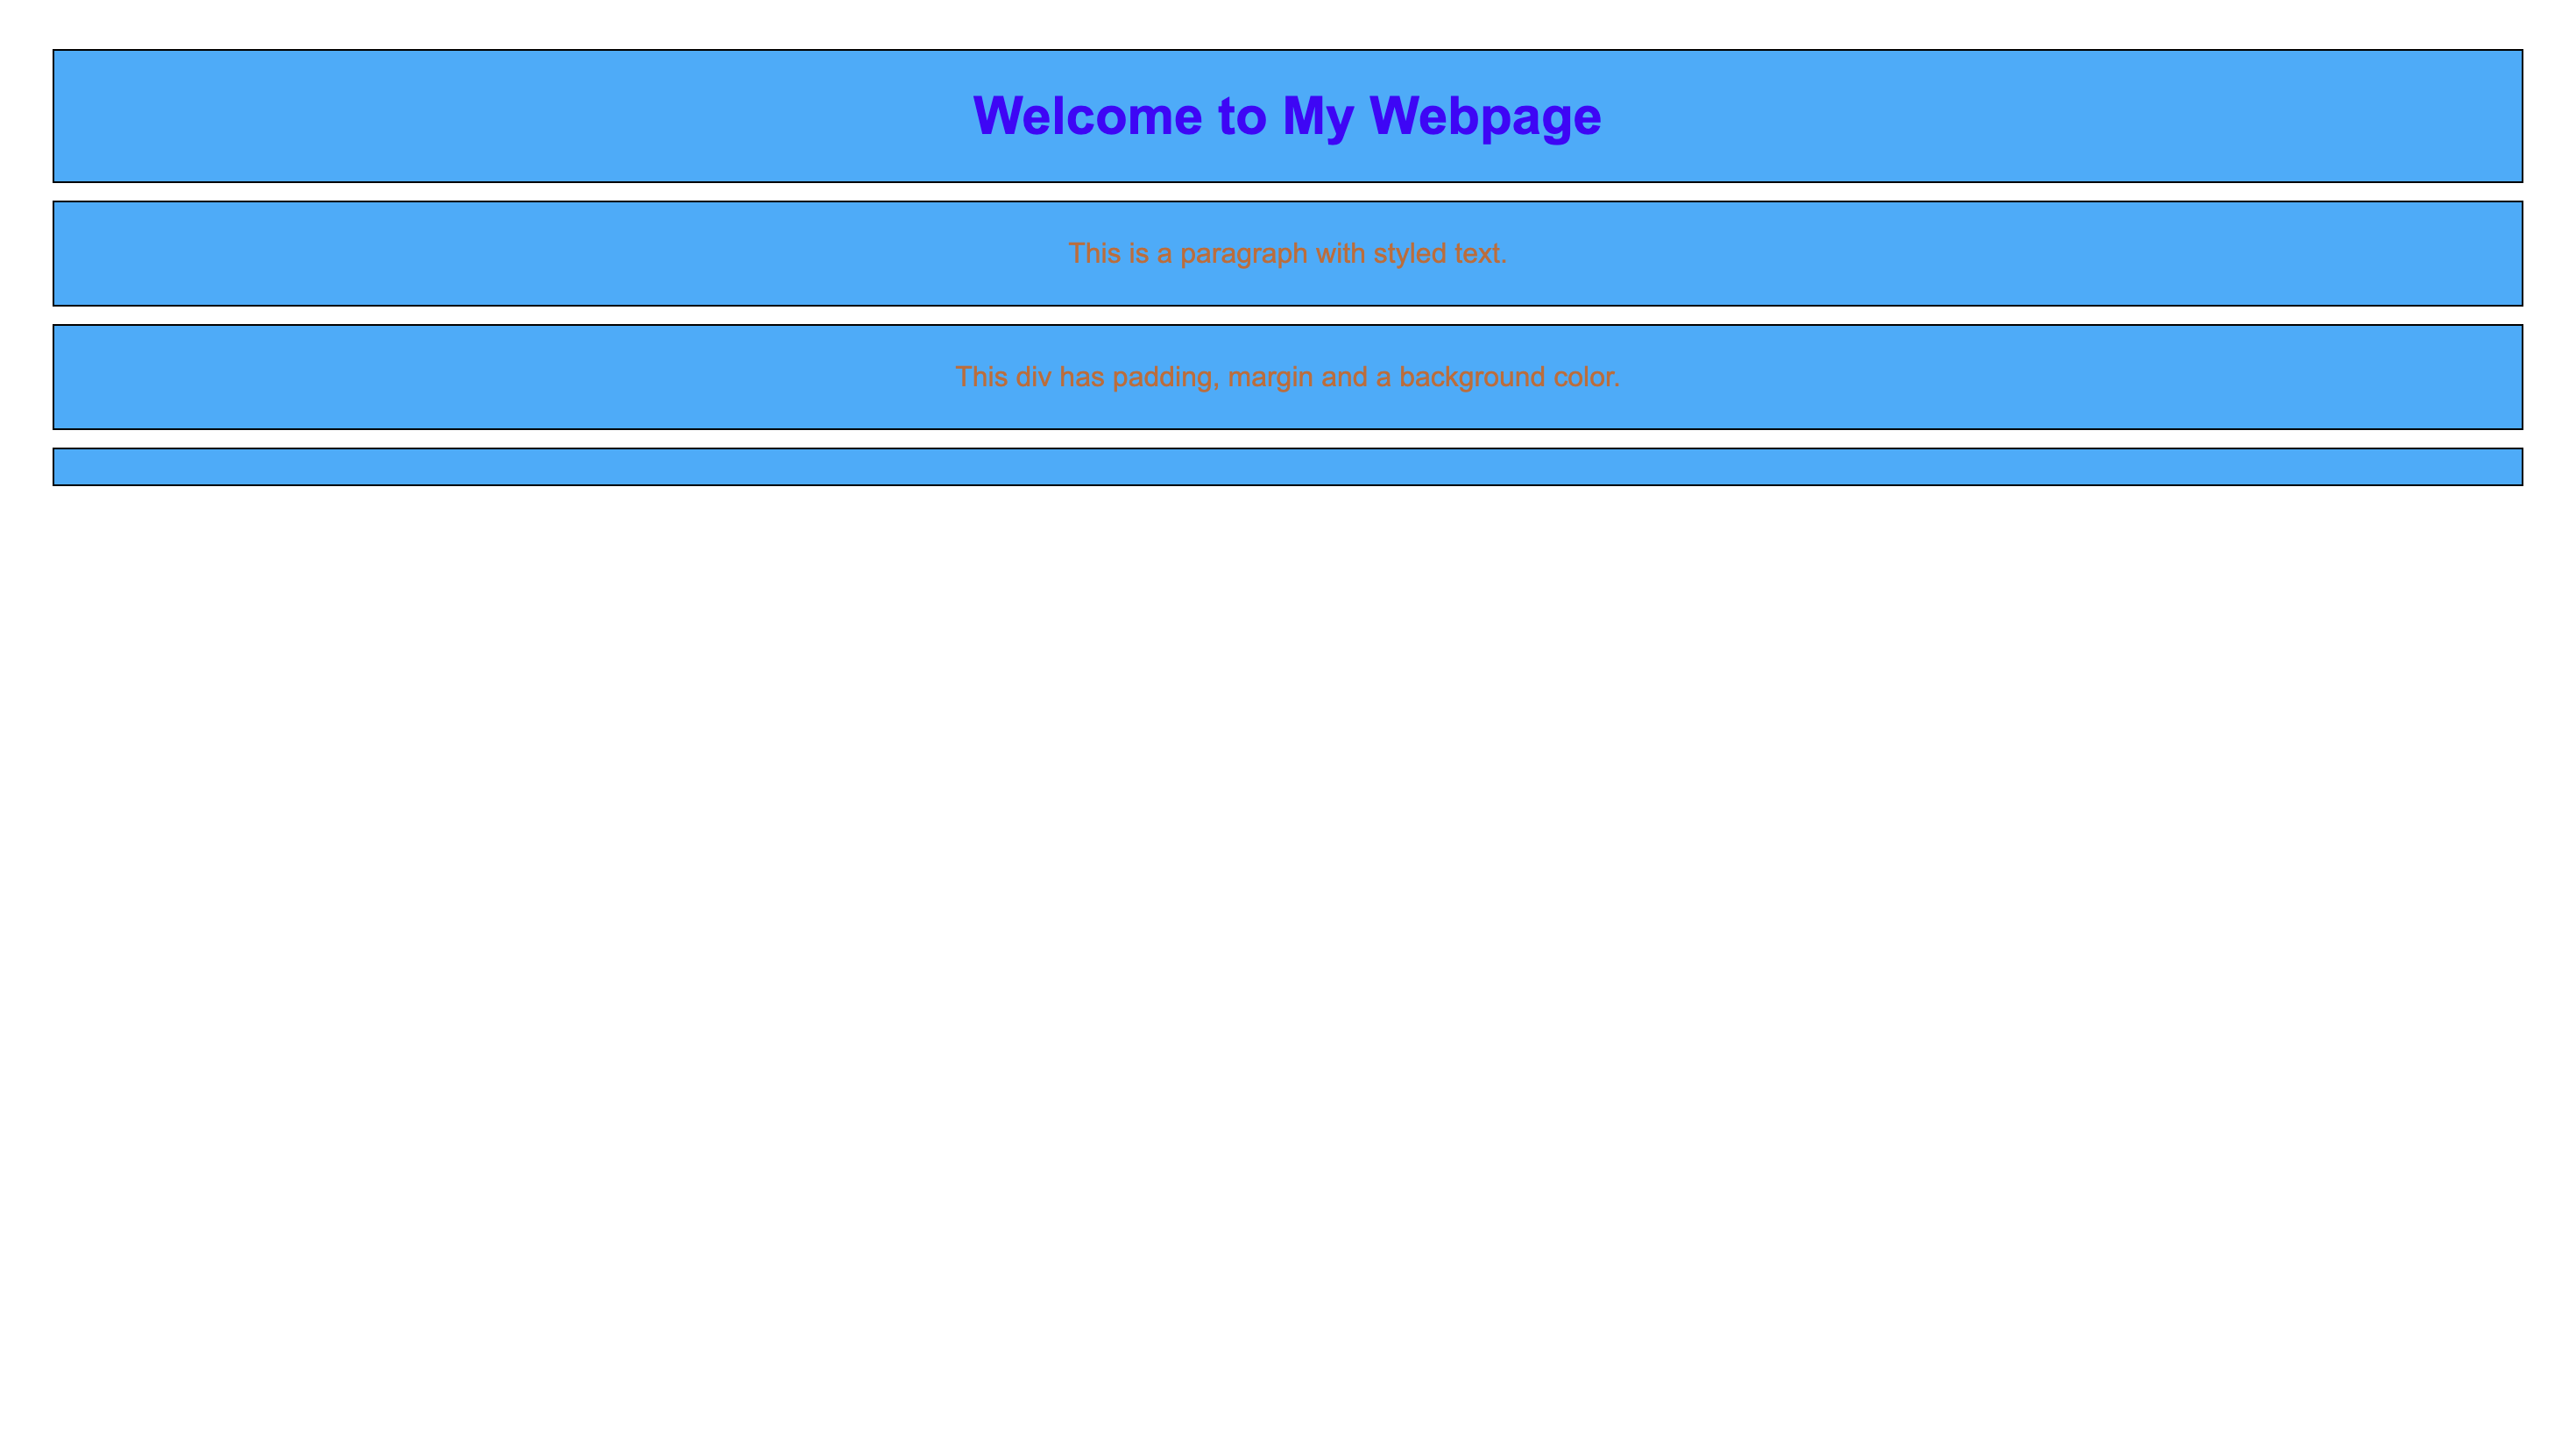 Welcome to My Webpage
This is a paragraph with styled text.
This div has padding, margin and a background color.